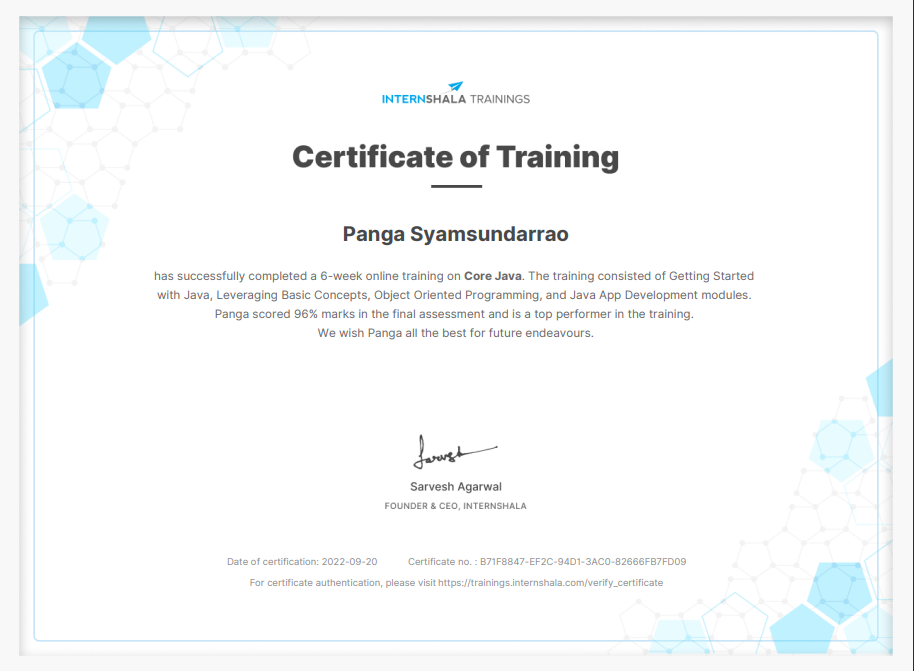 INTERNSHALA TRAININGS
Certificate of Training
Panga Syamsundarrao
has successfully completed a 6-week online training on Core Java. The training consisted of Getting Started
with Java, Leveraging Basic Concepts, Object Oriented Programming, and Java App Development modules.
Panga scored 96% marks in the final assessment and is a top performer in the training.
We wish Panga all the best for future endeavours.
Sarvesh
Sarvesh Agarwal
FOUNDER & CEO, INTERNSHALA
Date of certification: 2022-09-20 Certificate no. : B71F8847-EF2C-94D1-3AC0-82666FB7FD09
For certificate authentication, please visit https://trainings.internshala.com/verify_certificate